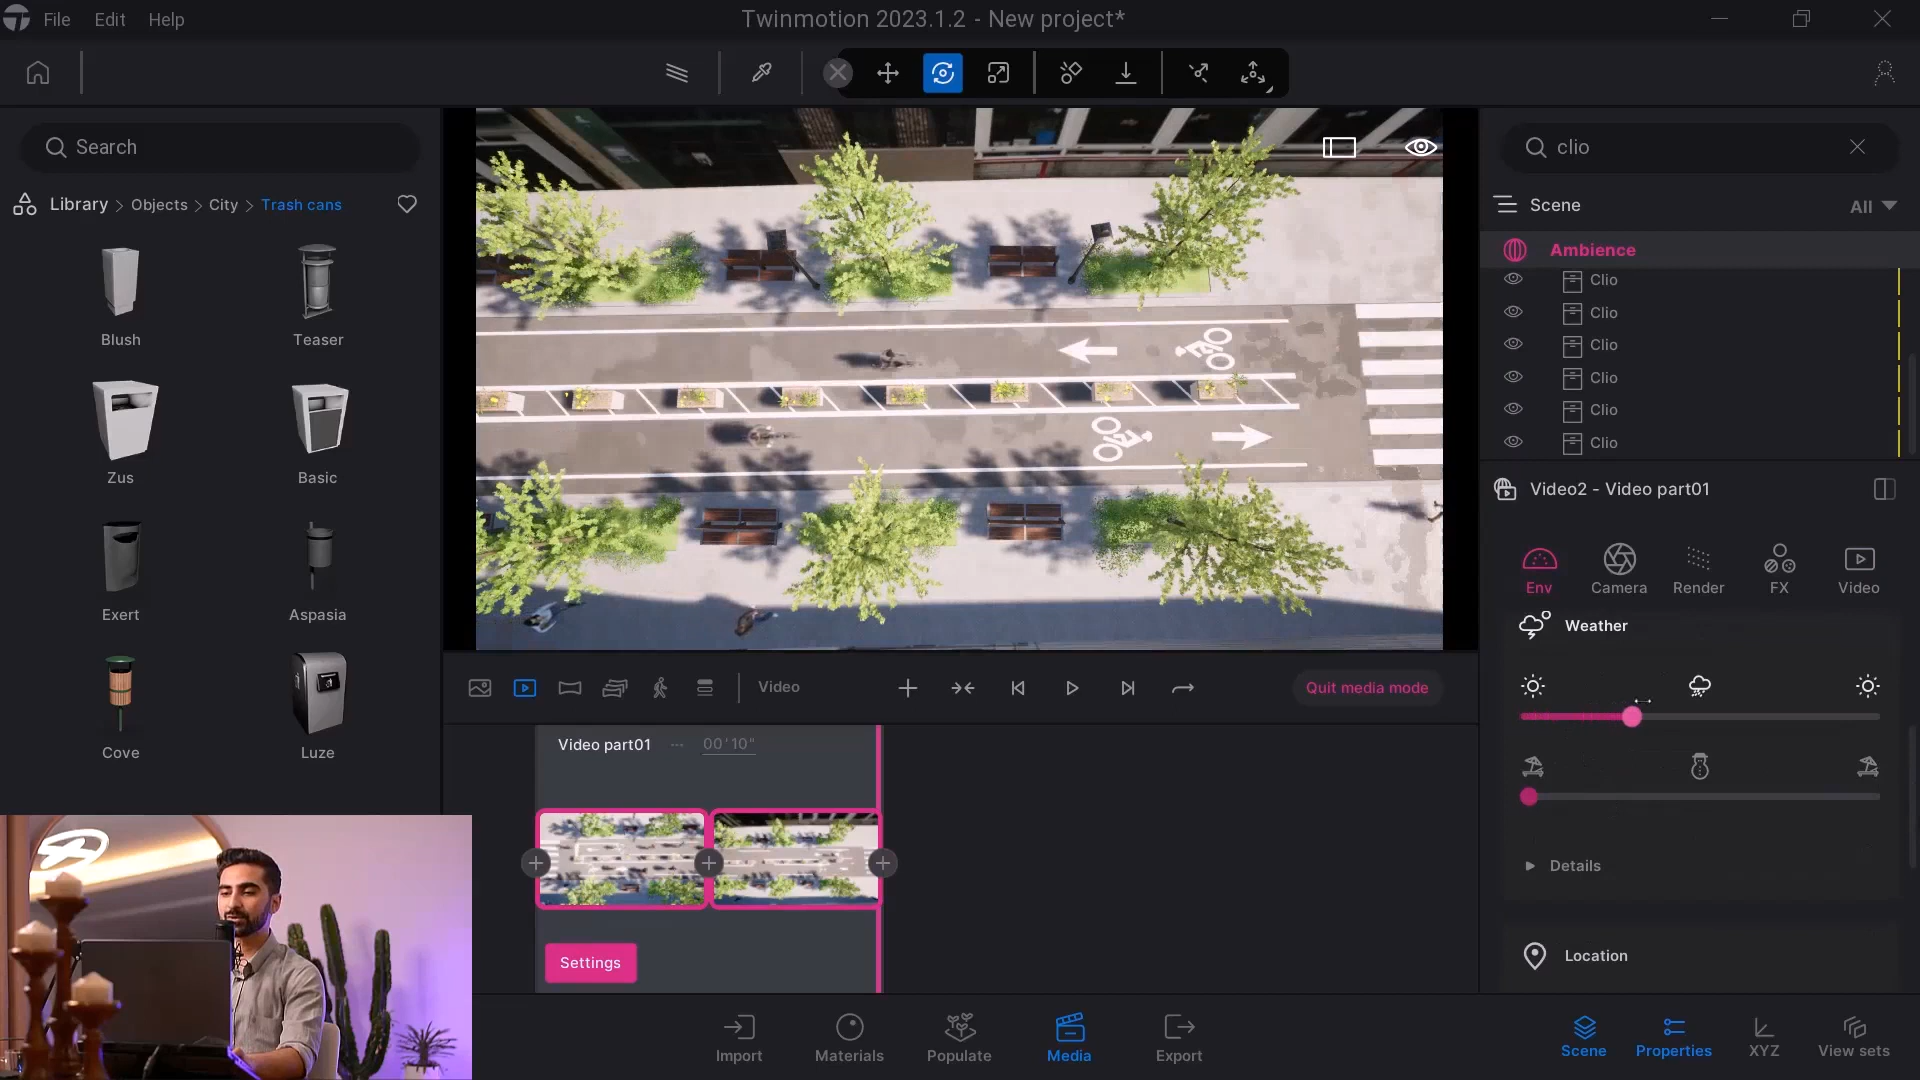 File Edit Help
Twinmotion 2023.1.2 - New project*
Search
Library > Objects > City > Trash cans
Blush
Teaser
Zus
Basic
Exert
Aspasia
Cove
Luze
clio
Scene
All
Ambience
Clio
Clio
Clio
Clio
Clio
Clio
Video2 - Video part01
Env
Camera
Render
FX
Video
Weather
Details
Location
Video
Quit media mode
Video part01 ... 00'10"
Settings
Import
Materials
Populate
Media
Export
Scene
Properties
XYZ
View sets